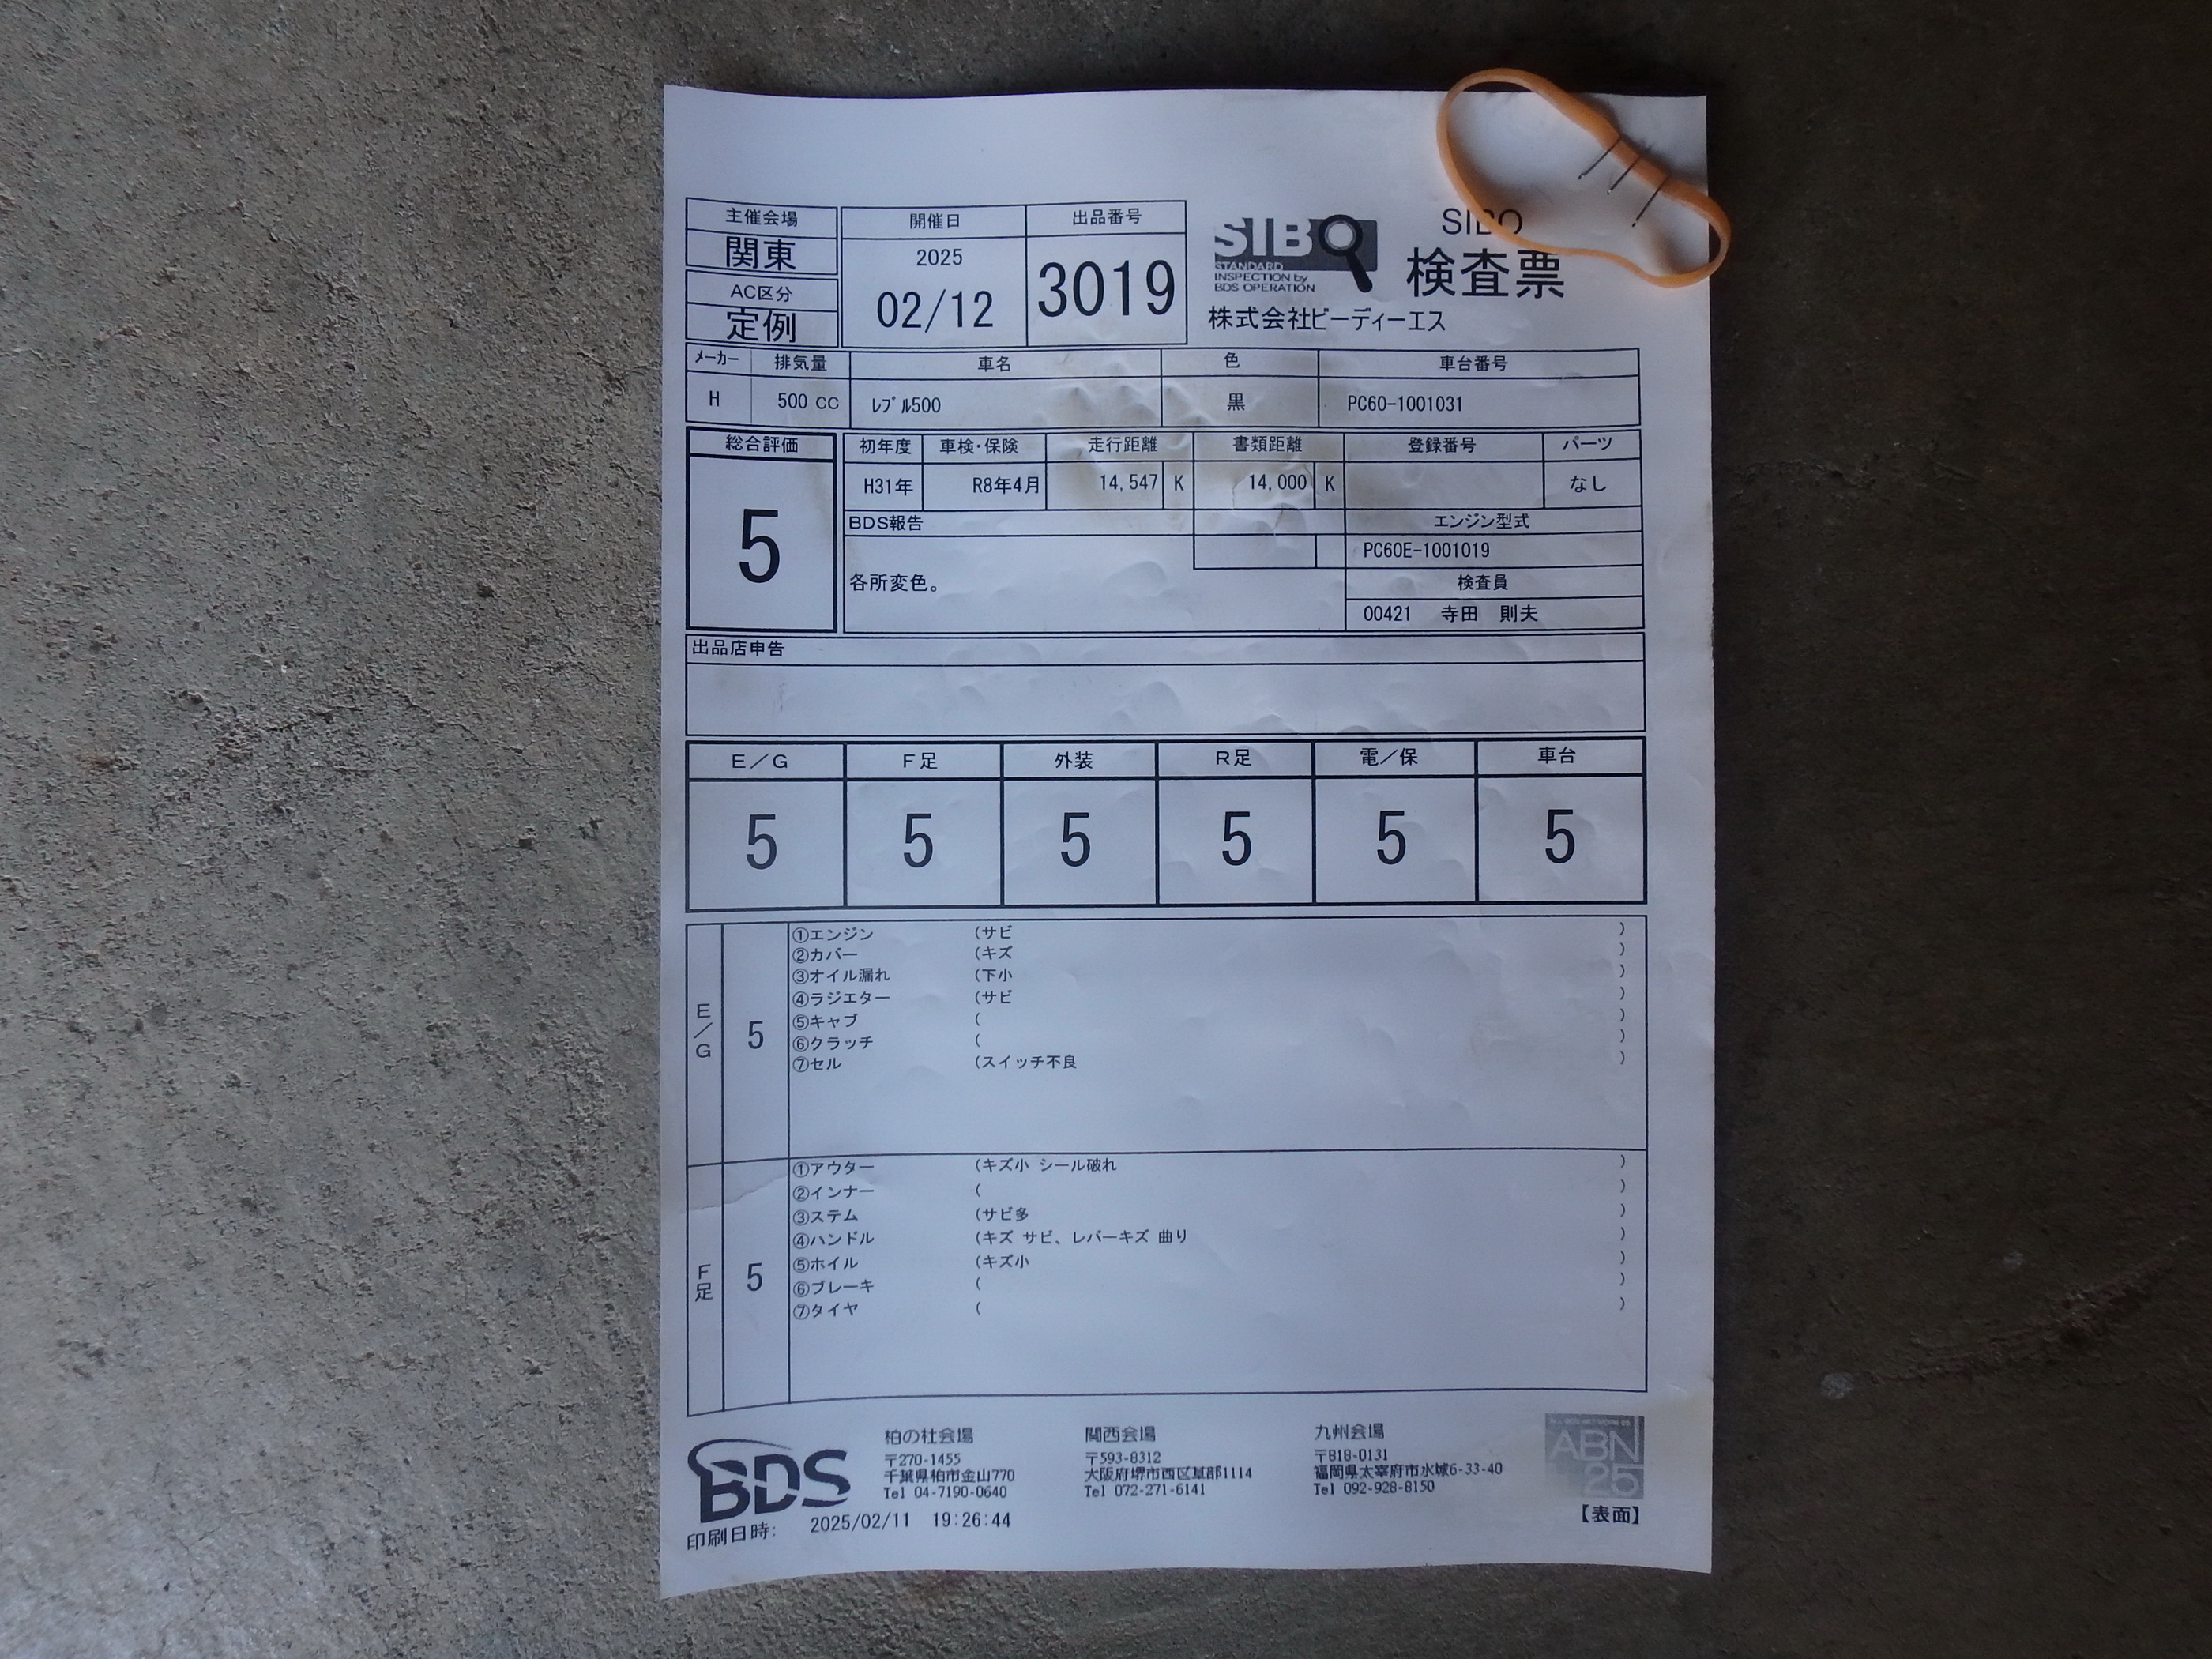 主催会場
関東
AC区分
定例
開催日
2025
02/12
出品番号
3019
SIBO
STANDARD
INSPECTION by
BDS OPERATION
SIBO
検査票
株式会社ビーディーエス
メーカー 排気量 車名 色 車台番号
H 500 CC ﾚﾌﾞﾙ500 黒 PC60-1001031
総合評価
5
初年度 車検・保険 走行距離 書類距離 登録番号 パーツ
H31年 R8年4月 14,547 K 14,000 K なし
BDS報告
各所変色。
エンジン型式
PC60E-1001019
検査員
00421 寺田 則夫
出品店申告
E／G F足 外装 R足 電／保 車台
5 5 5 5 5 5
E／G
5
①エンジン (サビ )
②カバー (キズ )
③オイル漏れ (下小 )
④ラジエター (サビ )
⑤キャブ ( )
⑥クラッチ ( )
⑦セル (スイッチ不良 )
F足
5
①アウター (キズ小 シール破れ )
②インナー ( )
③ステム (サビ多 )
④ハンドル (キズ サビ、レバーキズ 曲り )
⑤ホイル (キズ小 )
⑥ブレーキ ( )
⑦タイヤ ( )
BDS
柏の杜会場
〒270-1455
千葉県柏市金山770
Tel 04-7190-0640
関西会場
〒593-8312
大阪府堺市西区草部1114
Tel 072-271-6141
九州会場
〒818-0131
福岡県太宰府市水城6-33-40
Tel 092-928-8150
ABN
25
【表面】
印刷日時: 2025/02/11 19:26:44